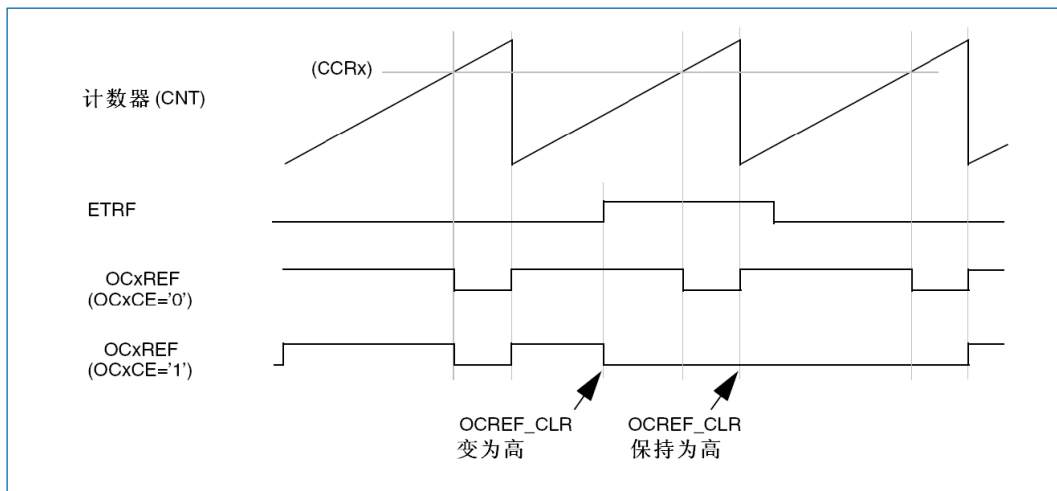 (CCRx)
计数器(CNT)
ETRF
OCxREF
(OCxCE='0')
OCxREF
(OCxCE='1')
OCREF_CLR
变为高
OCREF_CLR
保持为高